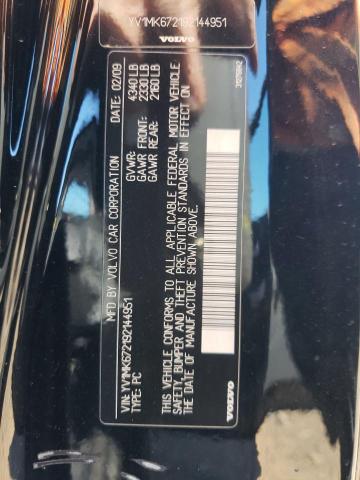 YV1MK672192144951
VOLVO
MFD BY VOLVO CAR CORPORATION DATE: 02/09
GVWR: 4340 LB
GAWR FRONT: 2330 LB
GAWR REAR: 2160 LB
THIS VEHICLE CONFORMS TO ALL APPLICABLE FEDERAL MOTOR VEHICLE
SAFETY, BUMPER AND THEFT PREVENTION STANDARDS IN EFFECT ON
THE DATE OF MANUFACTURE SHOWN ABOVE.
VIN: YV1MK672192144951
TYPE: PC
VOLVO